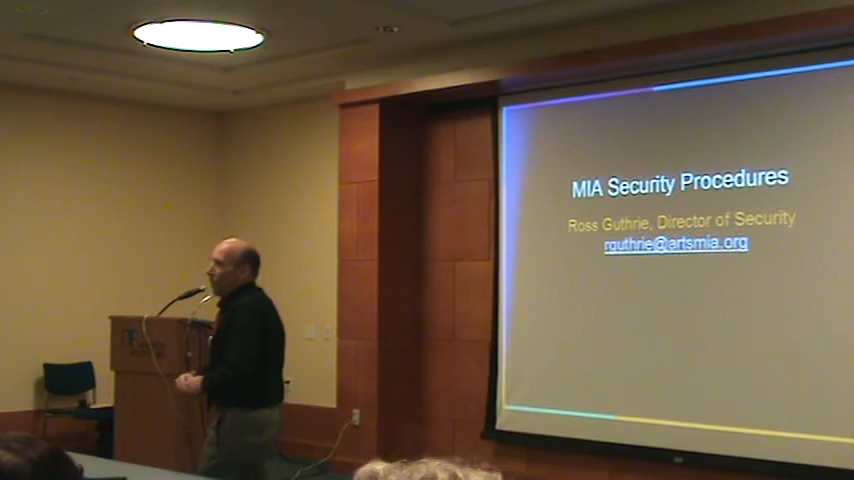 MIA Security Procedures
Ross Guthrie, Director of Security
rguthrie@artsmia.org